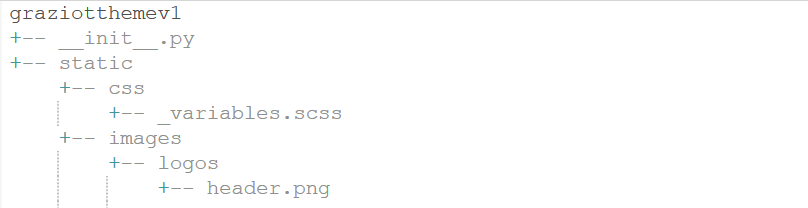 graziotthemev1
+-- __init__.py
+-- static
    +-- css
    ┊   +-- _variables.scss
    +-- images
    ┊   +-- logos
    ┊   ┊   +-- header.png